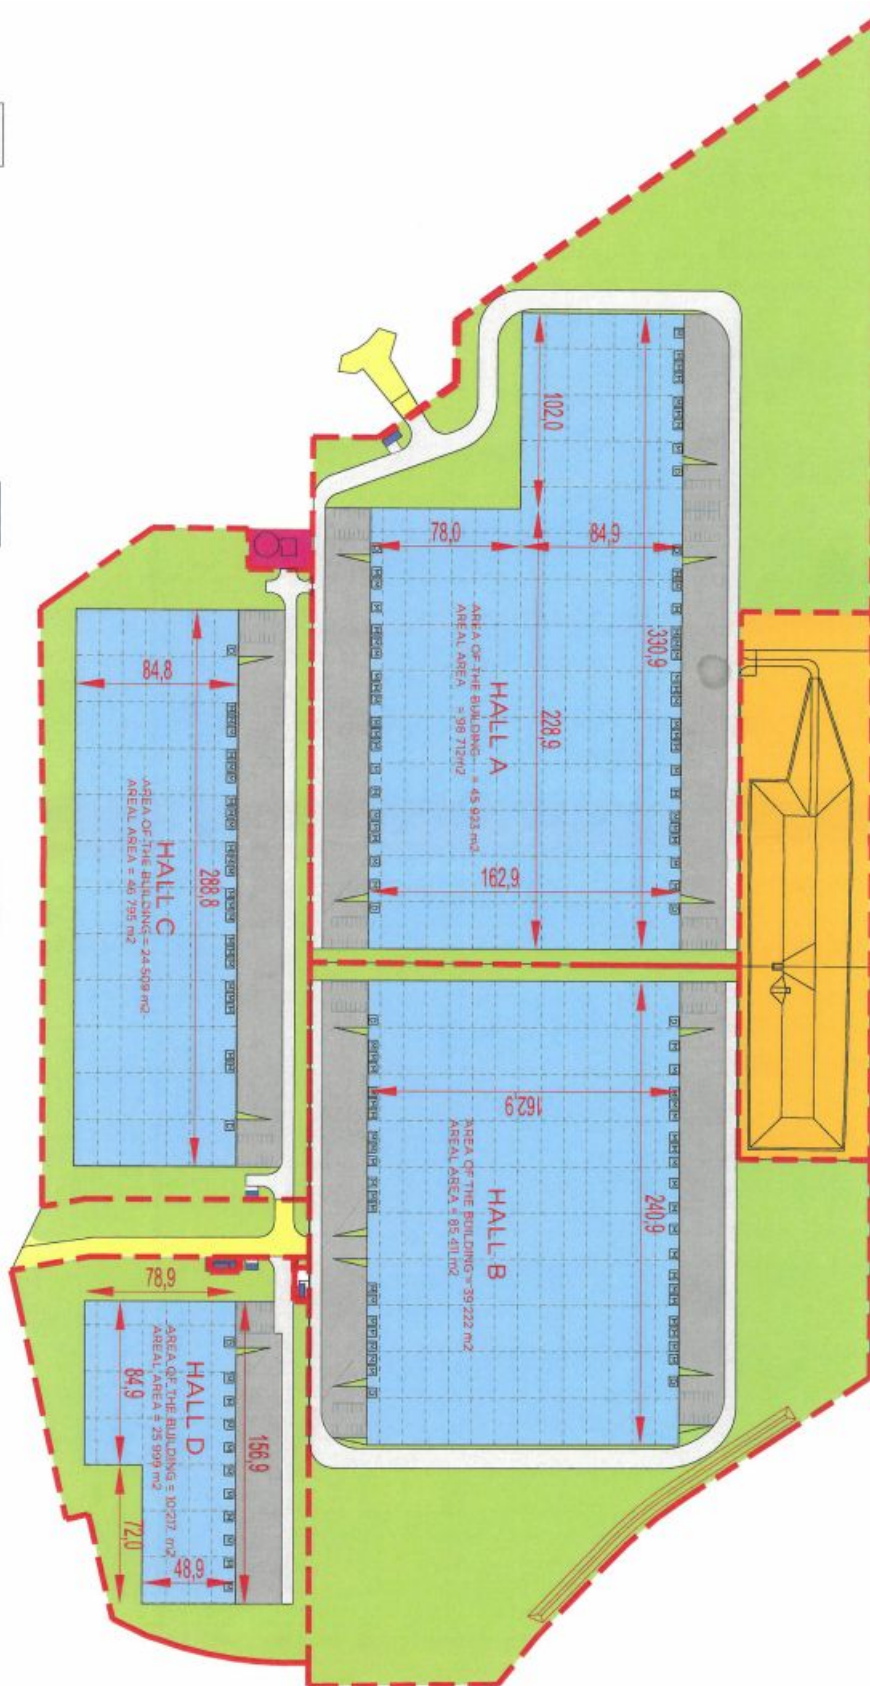 102,0
78,0
84,9
330,9
228,9
162,9
HALL A
AREA OF THE BUILDING = 45 923 m2
AREAL AREA = 98 712m2
84,8
288,8
HALL C
AREA OF THE BUILDING = 24 509 m2
AREAL AREA = 46 795 m2
162,9
240,9
HALL B
AREA OF THE BUILDING = 39 222 m2
AREAL AREA = 85 411 m2
78,9
84,9
156,9
72,0
48,9
HALL D
AREA OF THE BUILDING = 10 217 m2
AREAL AREA = 25 999 m2